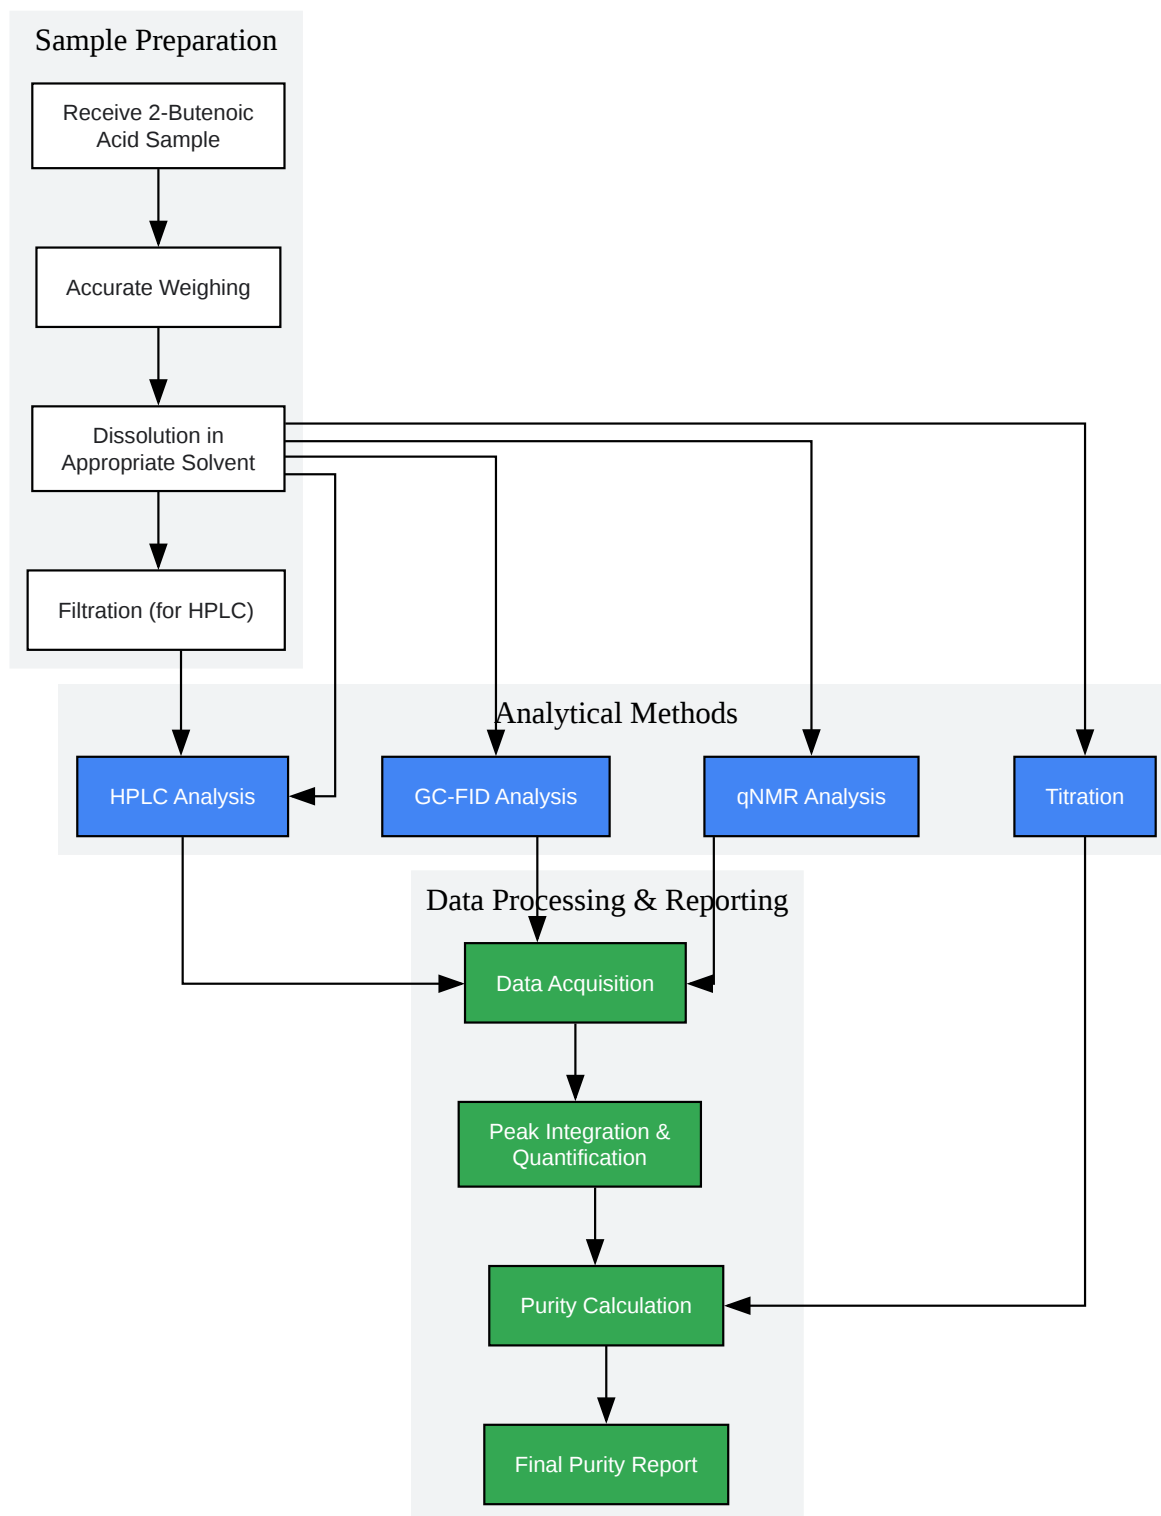 Sample Preparation
Receive 2-Butenoic
Acid Sample
Accurate Weighing
Dissolution in
Appropriate Solvent
Filtration (for HPLC)
Analytical Methods
HPLC Analysis
GC-FID Analysis
qNMR Analysis
Titration
Data Processing & Reporting
Data Acquisition
Peak Integration &
Quantification
Purity Calculation
Final Purity Report